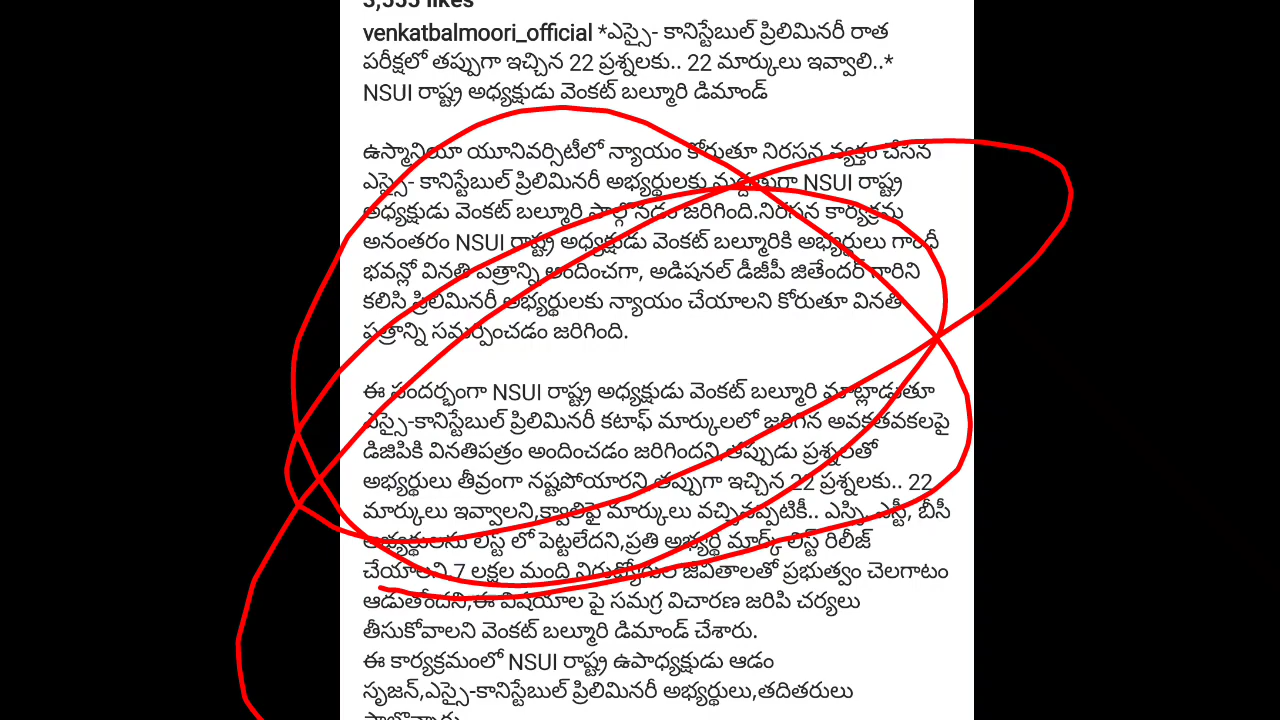 3,555 likes
venkatbalmoori_official *ఎస్సై- కానిస్టేబుల్ ప్రిలిమినరీ రాత
పరీక్షలో తప్పుగా ఇచ్చిన 22 ప్రశ్నలకు.. 22 మార్కులు ఇవ్వాలి..*
NSUI రాష్ట్ర అధ్యక్షుడు వెంకట్ బల్మూరి డిమాండ్
ఉస్మానియా యూనివర్సిటీలో న్యాయం కోరుతూ నిరసన వ్యక్తం చేసిన
ఎస్సై- కానిస్టేబుల్ ప్రిలిమినరీ అభ్యర్థులకు మద్దతుగా NSUI రాష్ట్ర
అధ్యక్షుడు వెంకట్ బల్మూరి పాల్గొనడం జరిగింది.నిరసన కార్యక్రమ
అనంతరం NSUI రాష్ట్ర అధ్యక్షుడు వెంకట్ బల్మూరికి అభ్యర్థులు గాంధీ
భవన్లో వినతి పత్రాన్ని అందించగా, అడిషనల్ డీజీపీ జితేందర్ గారిని
కలిసి ప్రిలిమినరీ అభ్యర్థులకు న్యాయం చేయాలని కోరుతూ వినతి
పత్రాన్ని సమర్పించడం జరిగింది.
ఈ సందర్భంగా NSUI రాష్ట్ర అధ్యక్షుడు వెంకట్ బల్మూరి మాట్లాడుతూ
ఎస్సై-కానిస్టేబుల్ ప్రిలిమినరీ కటాఫ్ మార్కులలో జరిగిన అవకతవకలపై
డిజిపికి వినతిపత్రం అందించడం జరిగిందని,తప్పుడు ప్రశ్నలతో
అభ్యర్థులు తీవ్రంగా నష్టపోయారని,తప్పుగా ఇచ్చిన 22 ప్రశ్నలకు.. 22
మార్కులు ఇవ్వాలని,క్వాలిఫై మార్కులు వచ్చినప్పటికీ.. ఎస్సి, ఎస్టీ, బీసీ
అభ్యర్థులను లిస్ట్ లో పెట్టలేదని,ప్రతి అభ్యర్థి మార్క్ లిస్ట్ రిలీజ్
చేయాలని,7 లక్షల మంది నిరుద్యోగుల జీవితాలతో ప్రభుత్వం చెలగాటం
ఆడుతోందని,ఈ విషయాల పై సమగ్ర విచారణ జరిపి చర్యలు
తీసుకోవాలని వెంకట్ బల్మూరి డిమాండ్ చేశారు.
ఈ కార్యక్రమంలో NSUI రాష్ట్ర ఉపాధ్యక్షుడు ఆడం
సృజన్,ఎస్సై-కానిస్టేబుల్ ప్రిలిమినరీ అభ్యర్థులు,తదితరులు